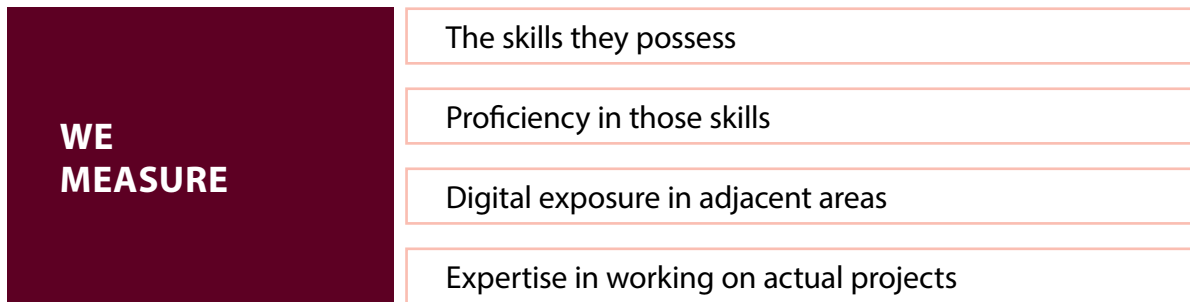 WE
MEASURE
The skills they possess
Proficiency in those skills
Digital exposure in adjacent areas
Expertise in working on actual projects